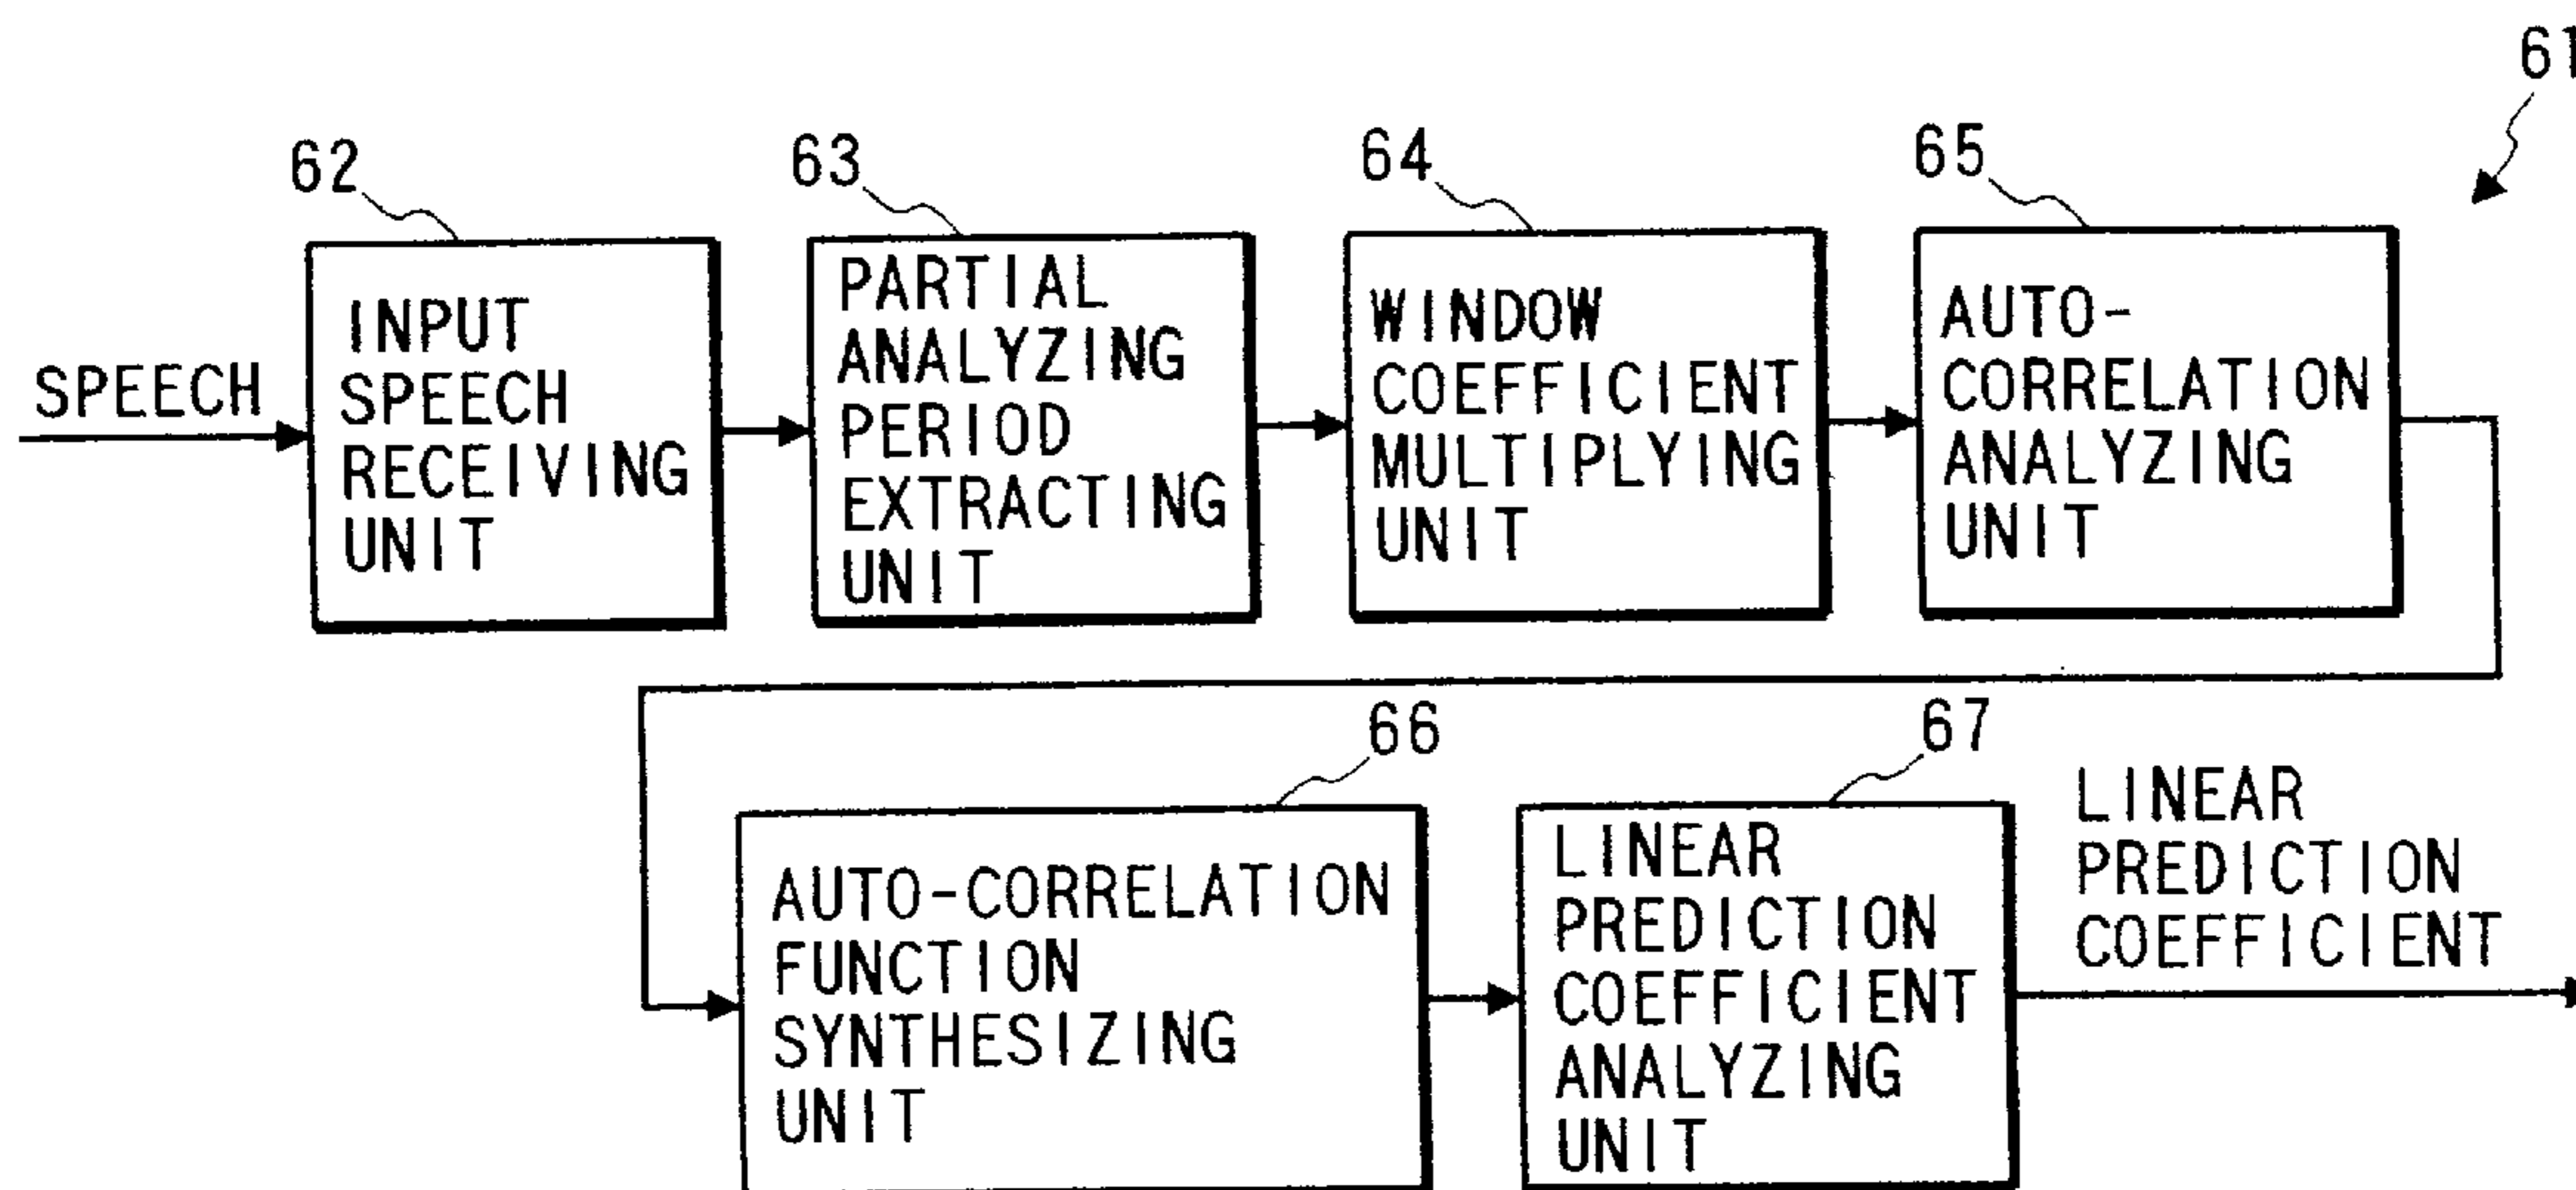 61
62
63
64
65
SPEECH
INPUT
SPEECH
RECEIVING
UNIT
PARTIAL
ANALYZING
PERIOD
EXTRACTING
UNIT
WINDOW
COEFFICIENT
MULTIPLYING
UNIT
AUTO-
CORRELATION
ANALYZING
UNIT
66
67
AUTO-CORRELATION
FUNCTION
SYNTHESIZING
UNIT
LINEAR
PREDICTION
COEFFICIENT
ANALYZING
UNIT
LINEAR
PREDICTION
COEFFICIENT